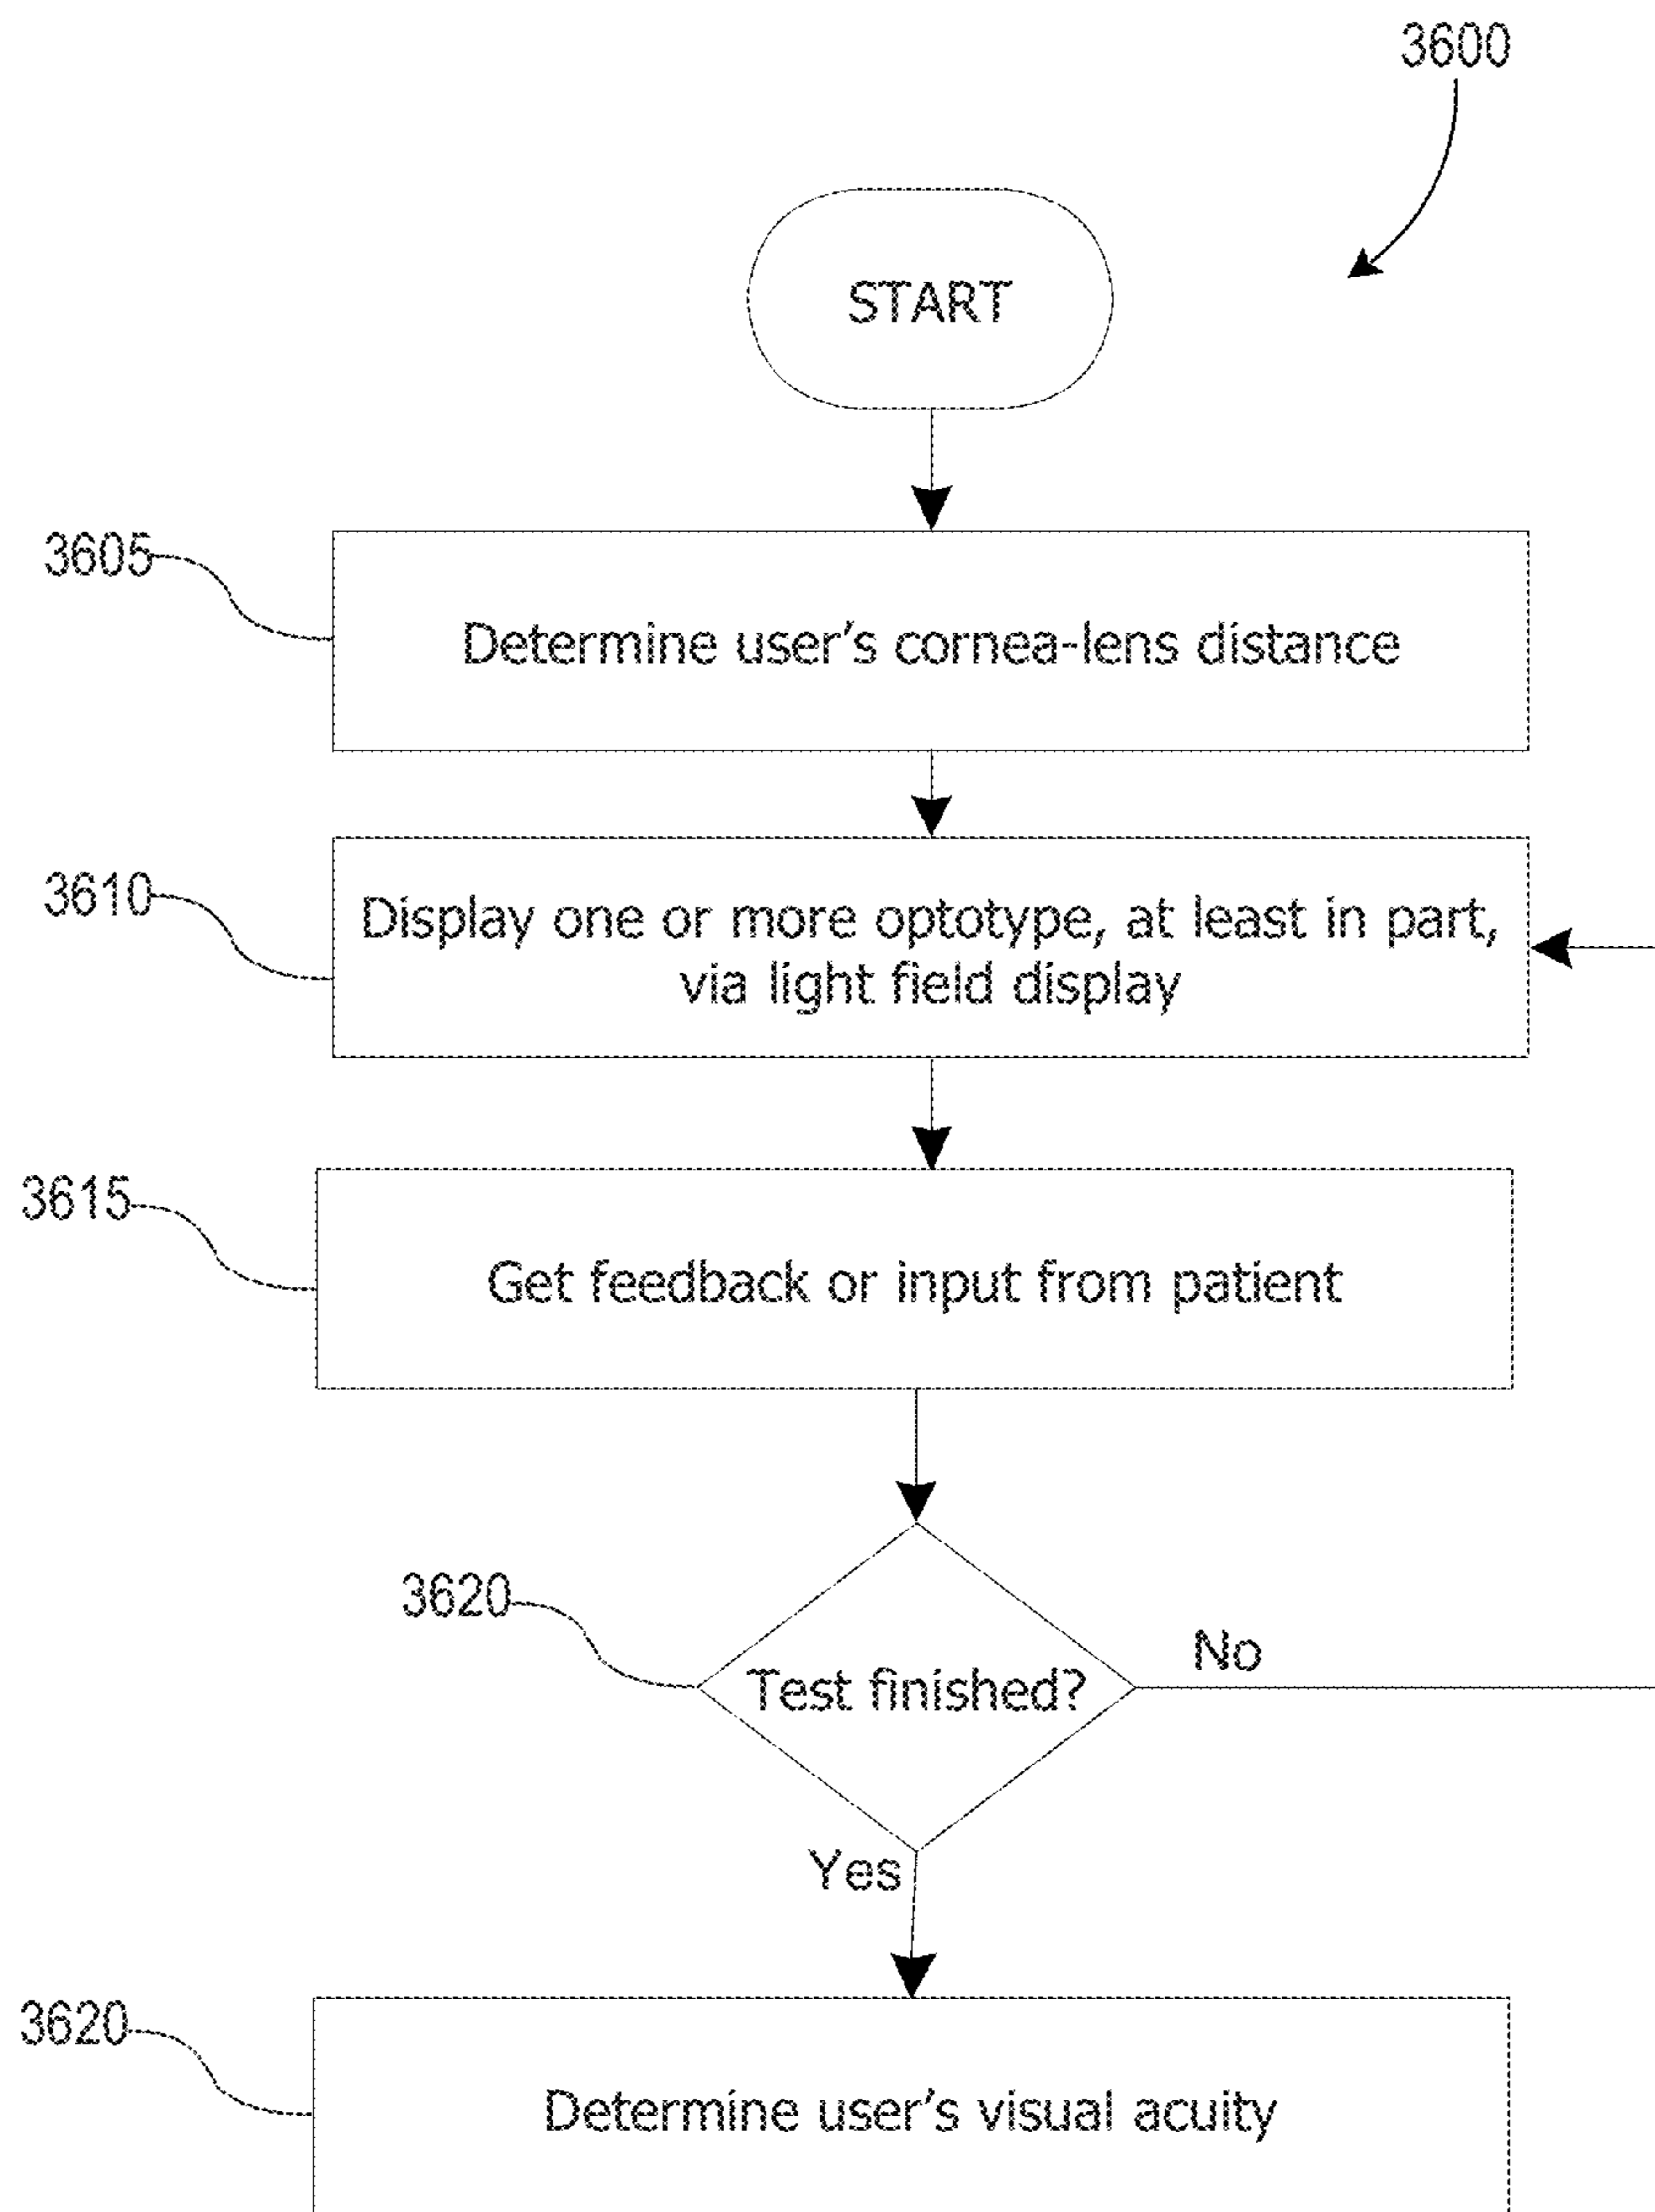 3600
START
3605
Determine user's cornea-lens distance
3610
Display one or more optotype, at least in part,
via light field display
3615
Get feedback or input from patient
3620
Test finished?
No
Yes
3620
Determine user's visual acuity